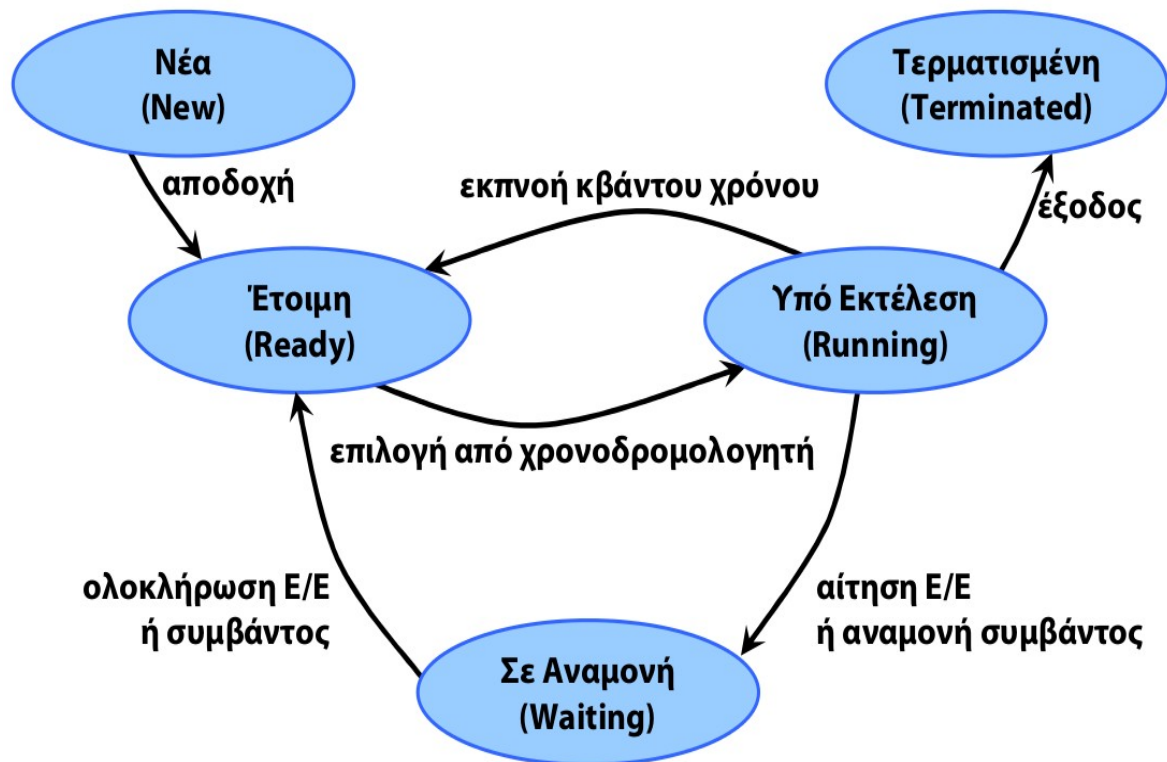 Νέα
(New)
Τερματισμένη
(Terminated)
αποδοχή
εκπνοή κβάντου χρόνου
έξοδος
Έτοιμη
(Ready)
Υπό Εκτέλεση
(Running)
επιλογή από χρονοδρομολογητή
ολοκλήρωση Ε/Ε
ή συμβάντος
αίτηση Ε/Ε
ή αναμονή συμβάντος
Σε Αναμονή
(Waiting)